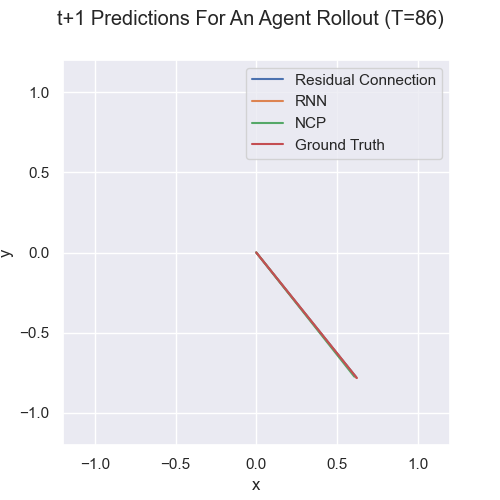 t+1 Predictions For An Agent Rollout (T=86)
Residual Connection
RNN
NCP
Ground Truth
1.0
0.5
0.0
−0.5
−1.0
y
−1.0 −0.5 0.0 0.5 1.0
x